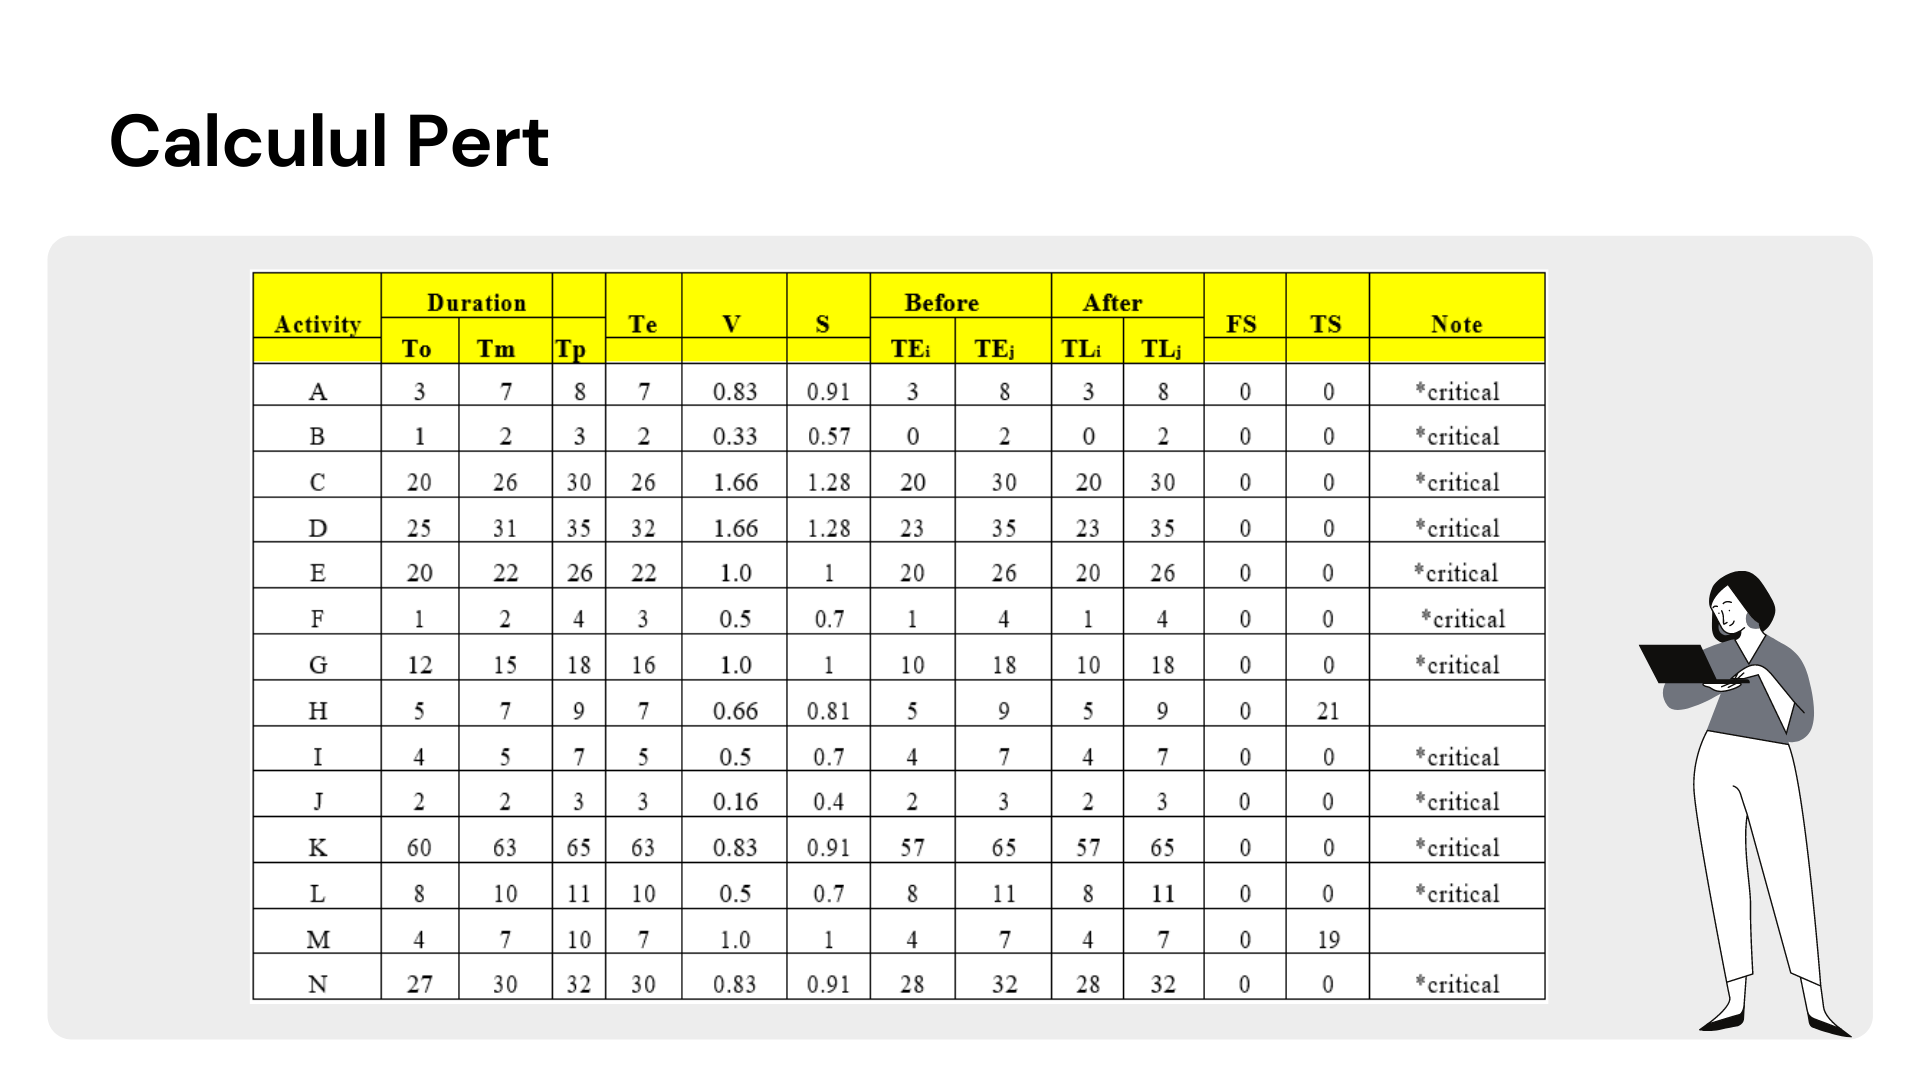 Calculul Pert
Activity Duration Te V S Before After FS TS Note
To Tm Tp TEi TEj TLi TLj
A 3 7 8 7 0.83 0.91 3 8 3 8 0 0 *critical
B 1 2 3 2 0.33 0.57 0 2 0 2 0 0 *critical
C 20 26 30 26 1.66 1.28 20 30 20 30 0 0 *critical
D 25 31 35 32 1.66 1.28 23 35 23 35 0 0 *critical
E 20 22 26 22 1.0 1 20 26 20 26 0 0 *critical
F 1 2 4 3 0.5 0.7 1 4 1 4 0 0 *critical
G 12 15 18 16 1.0 1 10 18 10 18 0 0 *critical
H 5 7 9 7 0.66 0.81 5 9 5 9 0 21
I 4 5 7 5 0.5 0.7 4 7 4 7 0 0 *critical
J 2 2 3 3 0.16 0.4 2 3 2 3 0 0 *critical
K 60 63 65 63 0.83 0.91 57 65 57 65 0 0 *critical
L 8 10 11 10 0.5 0.7 8 11 8 11 0 0 *critical
M 4 7 10 7 1.0 1 4 7 4 7 0 19
N 27 30 32 30 0.83 0.91 28 32 28 32 0 0 *critical